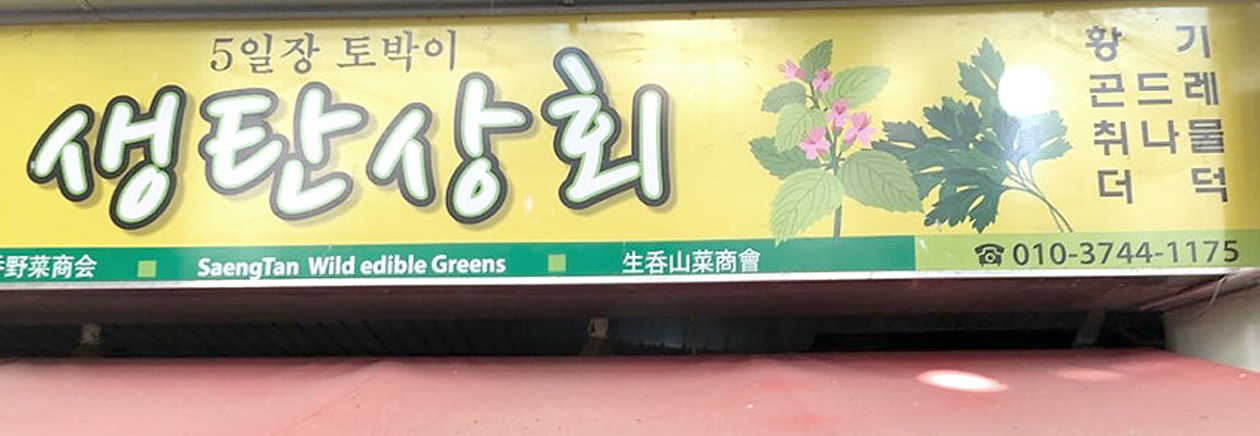 5일장 토박이
생탄상회
황기
곤드레
취나물
더덕
野菜商会 SaengTan Wild edible Greens 生呑山菜商會 ☎010-3744-1175